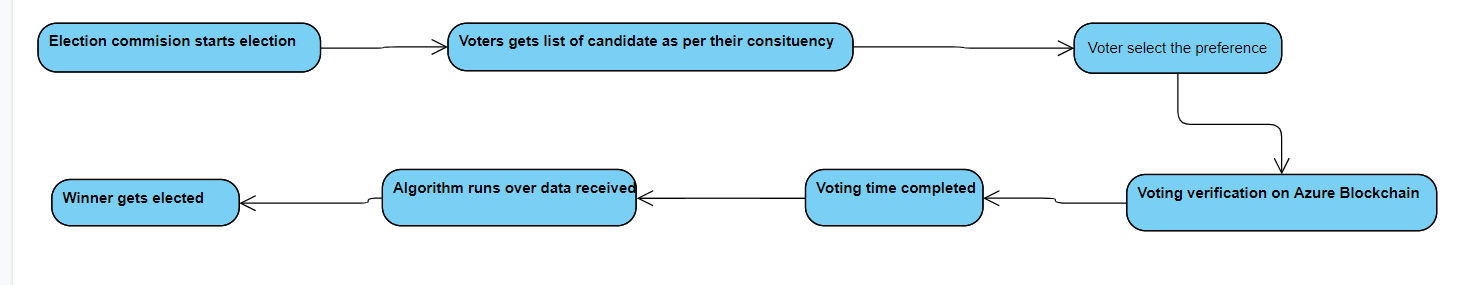 Election commision starts election
Voters gets list of candidate as per their consituency
Voter select the preference
Voting verification on Azure Blockchain
Voting time completed
Algorithm runs over data received
Winner gets elected